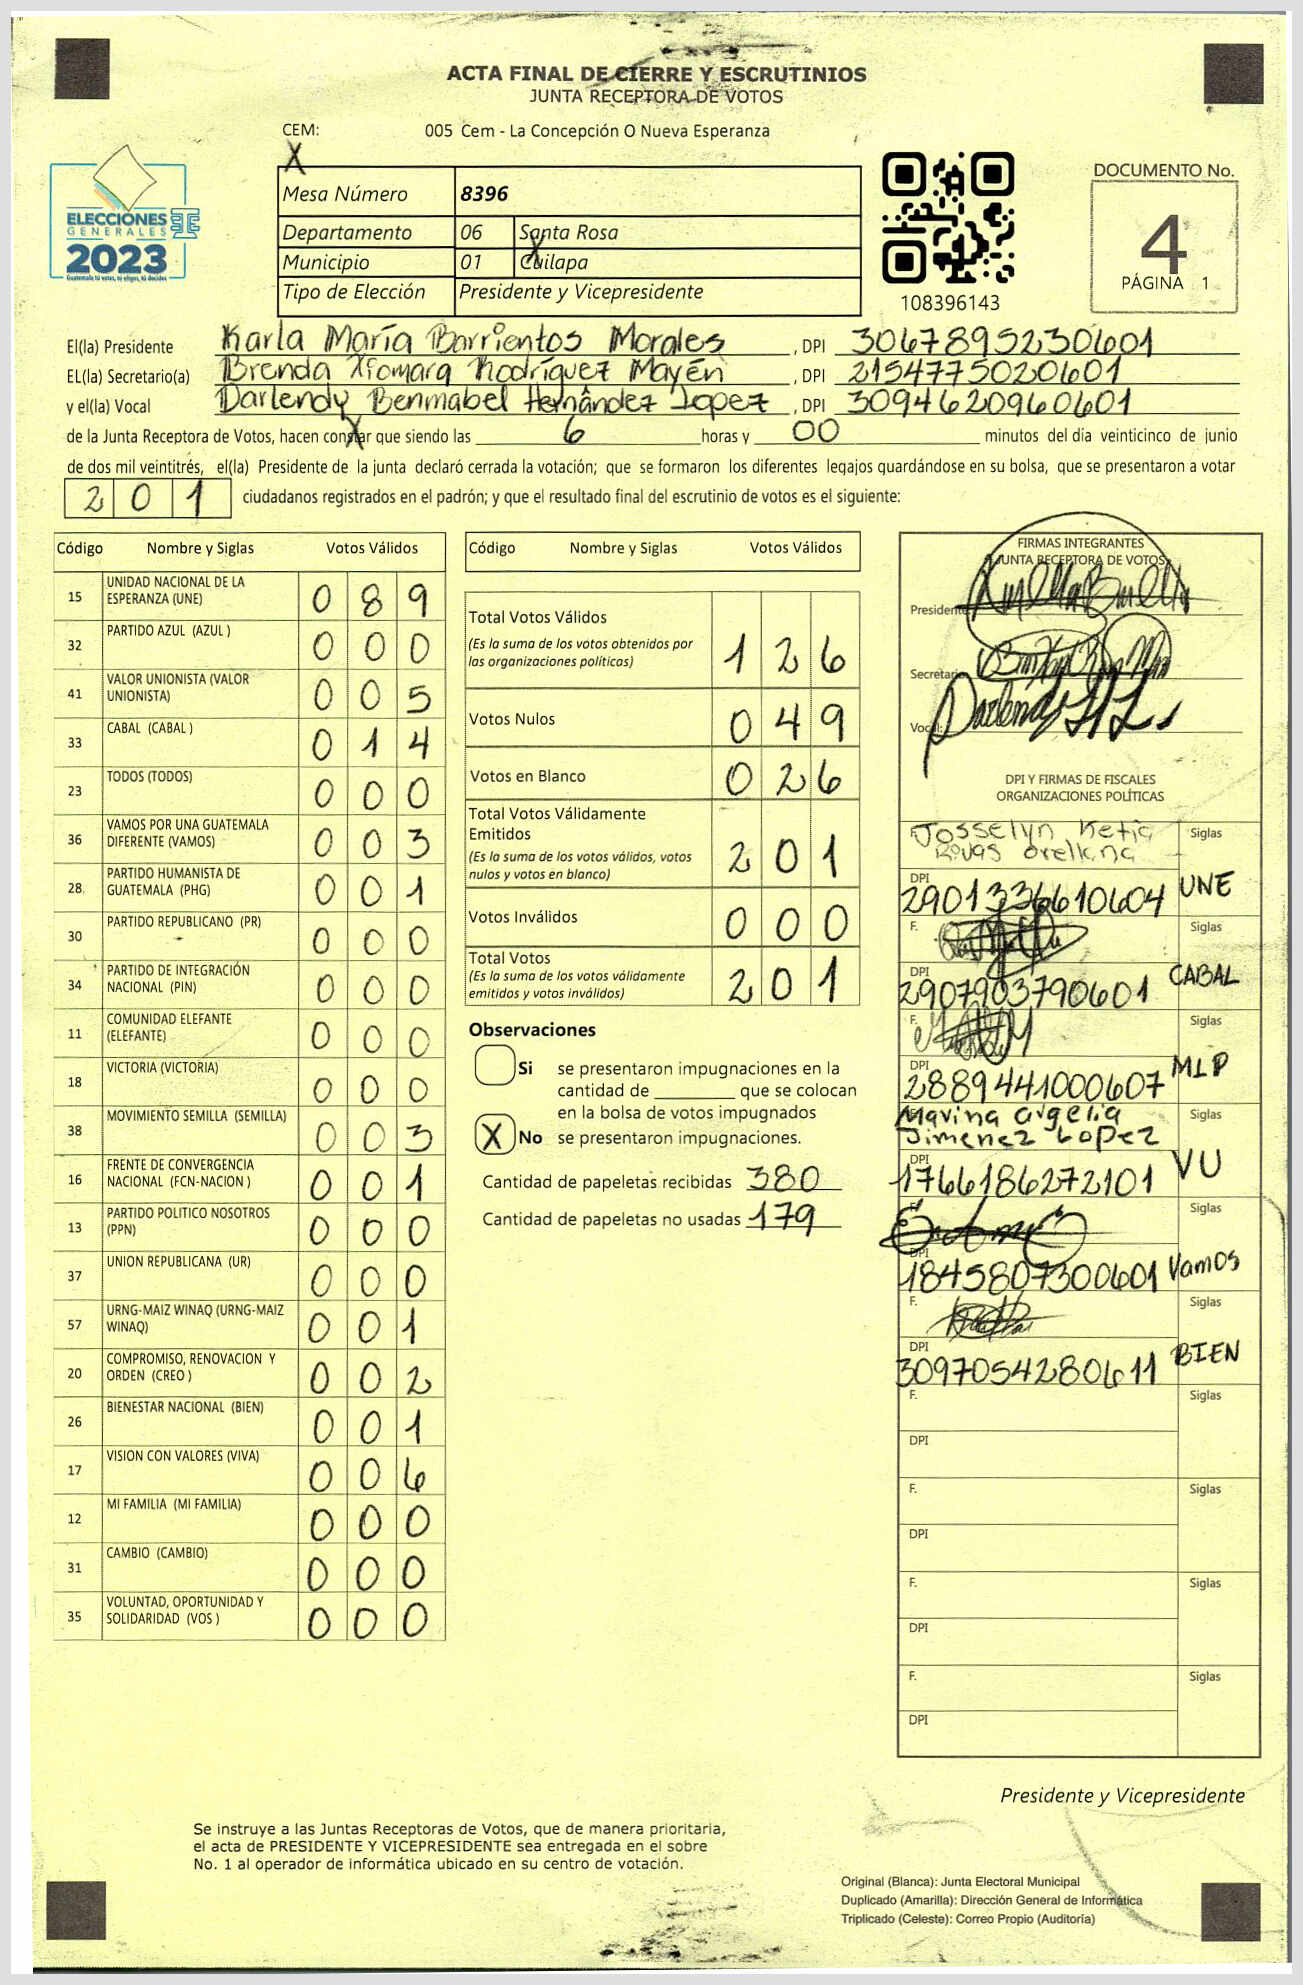 ACTA FINAL DE CIERRE Y ESCRUTINIOS
JUNTA RECEPTORA DE VOTOS
CEM: 005 Cem - La Concepción O Nueva Esperanza
X
ELECCIONES
GENERALES
2023
Guatemala tú votas, tú eliges, tú decides
Mesa Número 8396
Departamento 06 Santa Rosa
Municipio 01 Cuilapa
Tipo de Elección Presidente y Vicepresidente
108396143
DOCUMENTO No.
4
PÁGINA 1
El(la) Presidente Karla María Barrientos Morales, DPI 3067895230601
EL(la) Secretario(a) Brenda Xiomara Rodríguez Mayén, DPI 2154775020601
y el(la) Vocal Darlendy Benmabel Hernández Lopez, DPI 3094620960601
de la Junta Receptora de Votos, hacen constar que siendo las 6 horas y 00 minutos del día veinticinco de junio
de dos mil veintitrés, el(la) Presidente de la junta declaró cerrada la votación; que se formaron los diferentes legajos guardándose en su bolsa, que se presentaron a votar
201 ciudadanos registrados en el padrón; y que el resultado final del escrutinio de votos es el siguiente:
Código Nombre y Siglas Votos Válidos
15 UNIDAD NACIONAL DE LA ESPERANZA (UNE) 0 8 9
32 PARTIDO AZUL (AZUL ) 0 0 0
41 VALOR UNIONISTA (VALOR UNIONISTA) 0 0 5
33 CABAL (CABAL ) 0 1 4
23 TODOS (TODOS) 0 0 0
36 VAMOS POR UNA GUATEMALA DIFERENTE (VAMOS) 0 0 3
28 PARTIDO HUMANISTA DE GUATEMALA (PHG) 0 0 1
30 PARTIDO REPUBLICANO (PR) 0 0 0
34 PARTIDO DE INTEGRACIÓN NACIONAL (PIN) 0 0 0
11 COMUNIDAD ELEFANTE (ELEFANTE) 0 0 0
18 VICTORIA (VICTORIA) 0 0 0
38 MOVIMIENTO SEMILLA (SEMILLA) 0 0 3
16 FRENTE DE CONVERGENCIA NACIONAL (FCN-NACION ) 0 0 1
13 PARTIDO POLITICO NOSOTROS (PPN) 0 0 0
37 UNION REPUBLICANA (UR) 0 0 0
57 URNG-MAIZ WINAQ (URNG-MAIZ WINAQ) 0 0 1
20 COMPROMISO, RENOVACION Y ORDEN (CREO ) 0 0 2
26 BIENESTAR NACIONAL (BIEN) 0 0 1
17 VISION CON VALORES (VIVA) 0 0 6
12 MI FAMILIA (MI FAMILIA) 0 0 0
31 CAMBIO (CAMBIO) 0 0 0
35 VOLUNTAD, OPORTUNIDAD Y SOLIDARIDAD (VOS ) 0 0 0
Código Nombre y Siglas Votos Válidos
Total Votos Válidos
(Es la suma de los votos obtenidos por las organizaciones políticas) 1 2 6
Votos Nulos 0 4 9
Votos en Blanco 0 2 6
Total Votos Válidamente Emitidos
(Es la suma de los votos válidos, votos nulos y votos en blanco) 2 0 1
Votos Inválidos 0 0 0
Total Votos
(Es la suma de los votos válidamente emitidos y votos inválidos) 2 0 1
Observaciones
Si se presentaron impugnaciones en la
cantidad de ________ que se colocan
en la bolsa de votos impugnados
X No se presentaron impugnaciones.
Cantidad de papeletas recibidas 380
Cantidad de papeletas no usadas 179
FIRMAS INTEGRANTES
JUNTA RECEPTORA DE VOTOS
Presidente
Secretario
Vocal: Darlendy
DPI Y FIRMAS DE FISCALES
ORGANIZACIONES POLÍTICAS
F. Josselyn Ketia Siglas
Rivas Orellana
DPI 2901336610604 UNE
F. Siglas
DPI 2907903790601 CABAL
F. Siglas
DPI 2889441000607 MLP
Marina Argelia Siglas
Jimenez Lopez
DPI 1766186272101 VU
F. Siglas
DPI 1845807300601 Vamos
F. Siglas
DPI 3097054280611 BIEN
F. Siglas
DPI
F. Siglas
DPI
F. Siglas
DPI
F. Siglas
DPI
Presidente y Vicepresidente
Se instruye a las Juntas Receptoras de Votos, que de manera prioritaria,
el acta de PRESIDENTE Y VICEPRESIDENTE sea entregada en el sobre
No. 1 al operador de informática ubicado en su centro de votación.
Original (Blanca): Junta Electoral Municipal
Duplicado (Amarilla): Dirección General de Informática
Triplicado (Celeste): Correo Propio (Auditoría)